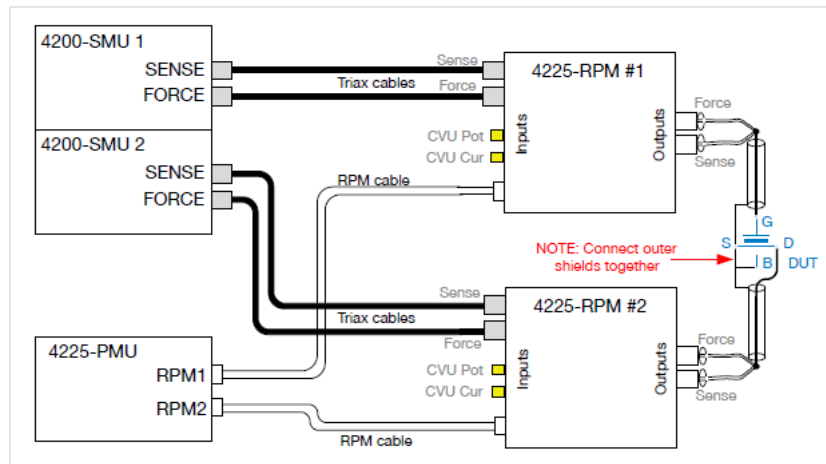 4200-SMU 1
SENSE
FORCE
4200-SMU 2
SENSE
FORCE
4225-PMU
RPM1
RPM2
Sense
Triax cables
Force
CVU Pot
CVU Cur
RPM cable
4225-RPM #1
Inputs
Outputs
Force
Sense
G
S
D
B
DUT
NOTE: Connect outer
shields together
Sense
Triax cables
Force
CVU Pot
CVU Cur
RPM cable
4225-RPM #2
Inputs
Outputs
Force
Sense